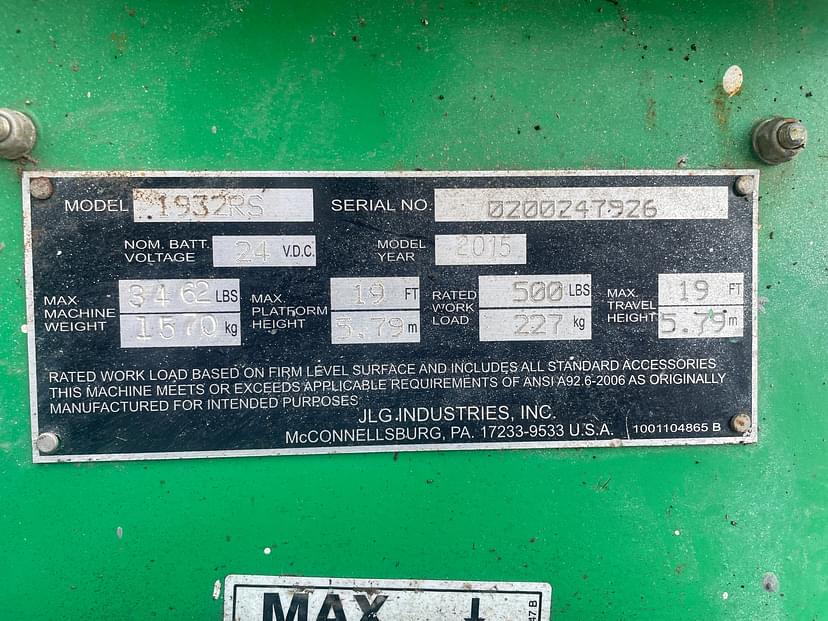 MODEL 1932RS SERIAL NO. 0200247926
NOM. BATT. VOLTAGE 24 V.D.C. MODEL YEAR 2015
MAX MACHINE WEIGHT 3462 LBS 1570 kg MAX. PLATFORM HEIGHT 19 FT 5.79 m RATED WORK LOAD 500 LBS 227 kg MAX. TRAVEL HEIGHT 19 FT 5.79 m
RATED WORK LOAD BASED ON FIRM LEVEL SURFACE AND INCLUDES ALL STANDARD ACCESSORIES
THIS MACHINE MEETS OR EXCEEDS APPLICABLE REQUIREMENTS OF ANSI A92.6-2006 AS ORIGINALLY
MANUFACTURED FOR INTENDED PURPOSES
JLG INDUSTRIES, INC.
McCONNELLSBURG, PA. 17233-9533 U.S.A. 1001104865 B
MAX